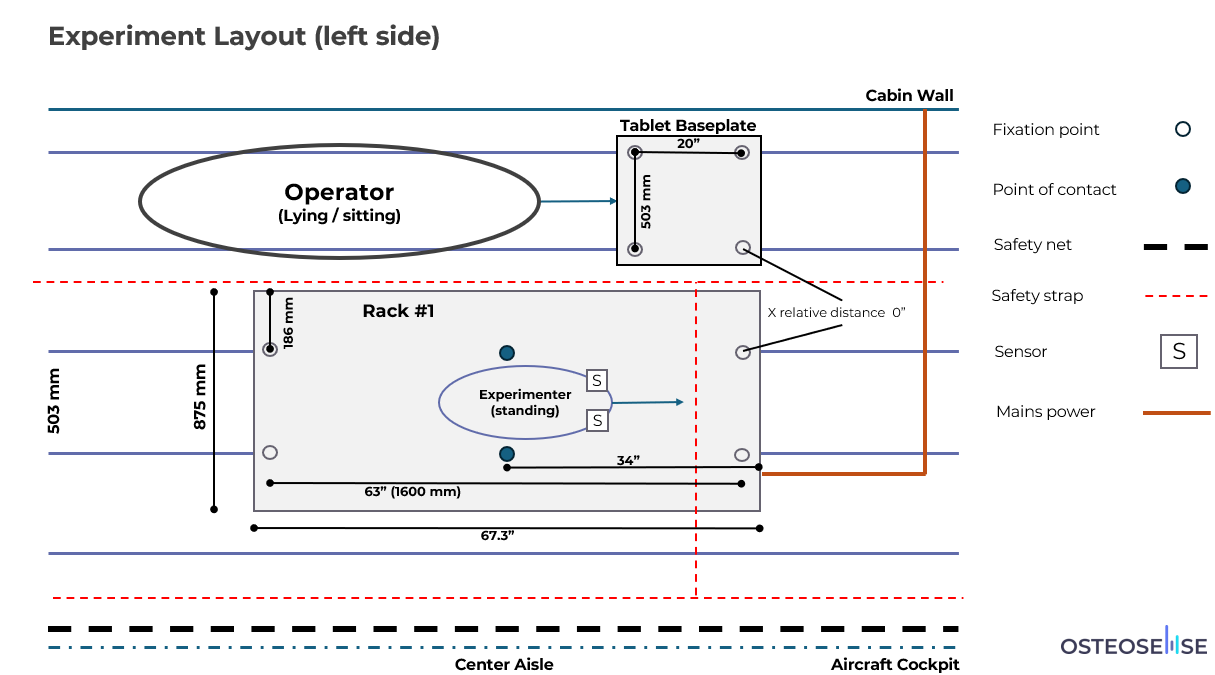 Experiment Layout (left side)
Cabin Wall
Tablet Baseplate
20”
503 mm
Operator
(Lying / sitting)
Rack #1
186 mm
X relative distance 0”
875 mm
503 mm
Experimenter
(standing)
S
S
34”
63” (1600 mm)
67.3”
Center Aisle
Aircraft Cockpit
Fixation point
Point of contact
Safety net
Safety strap
Sensor
S
Mains power
OSTEOSENSE